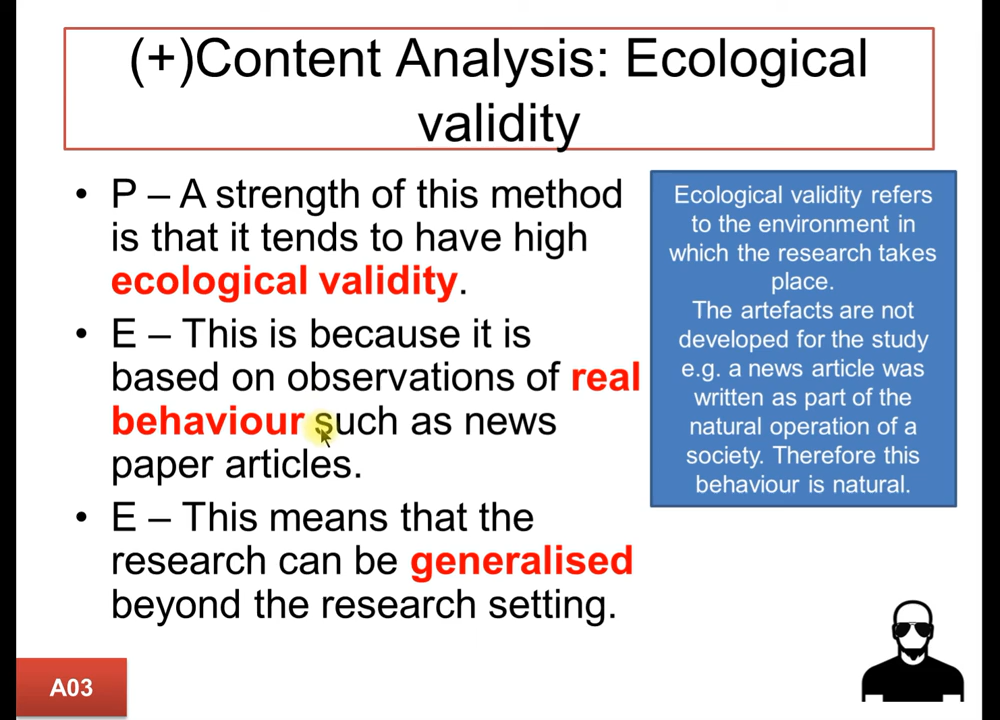 (+)Content Analysis: Ecological
validity
• P – A strength of this method
is that it tends to have high
ecological validity.
• E – This is because it is
based on observations of real
behaviour such as news
paper articles.
• E – This means that the
research can be generalised
beyond the research setting.
Ecological validity refers
to the environment in
which the research takes
place.
The artefacts are not
developed for the study
e.g. a news article was
written as part of the
natural operation of a
society. Therefore this
behaviour is natural.
A03